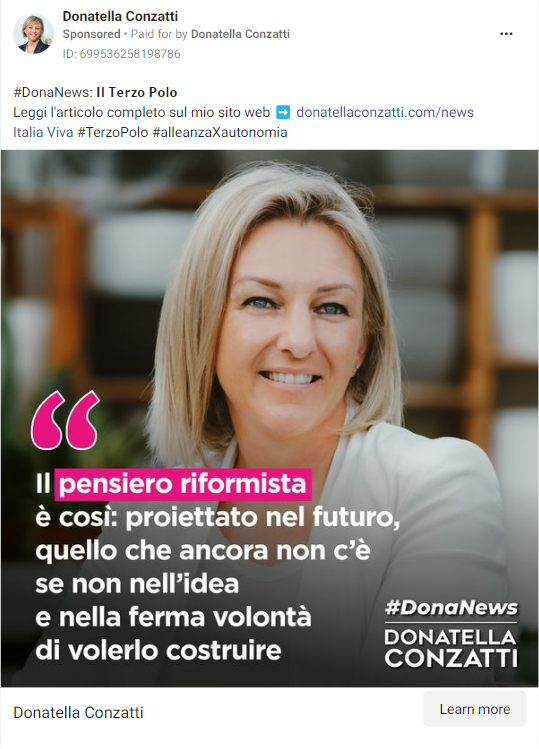 Donatella Conzatti
Sponsored • Paid for by Donatella Conzatti
ID: 699536258198786
#DonaNews: Il Terzo Polo
Leggi l'articolo completo sul mio sito web ➡️ donatellaconzatti.com/news
Italia Viva #TerzoPolo #alleanzaXautonomia
“
Il pensiero riformista
è così: proiettato nel futuro,
quello che ancora non c’è
se non nell’idea
e nella ferma volontà
di volerlo costruire
#DonaNews
DONATELLA
CONZATTI
Donatella Conzatti
Learn more